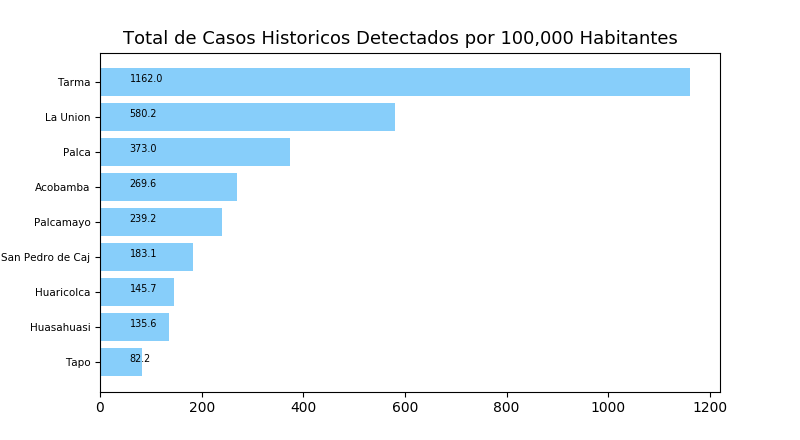 Total de Casos Historicos Detectados por 100,000 Habitantes
Tarma 1162.0
La Union 580.2
Palca 373.0
Acobamba 269.6
Palcamayo 239.2
San Pedro de Caj 183.1
Huaricolca 145.7
Huasahuasi 135.6
Tapo 82.2
0 200 400 600 800 1000 1200